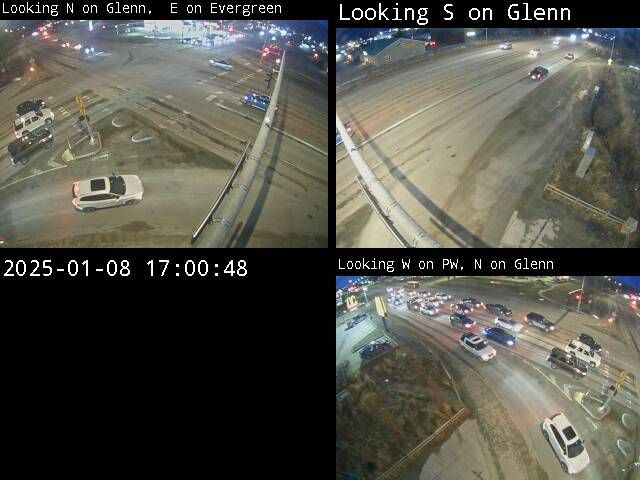 Looking N on Glenn,  E on Evergreen
Looking S on Glenn
2025-01-08 17:00:48
Looking W on PW, N on Glenn